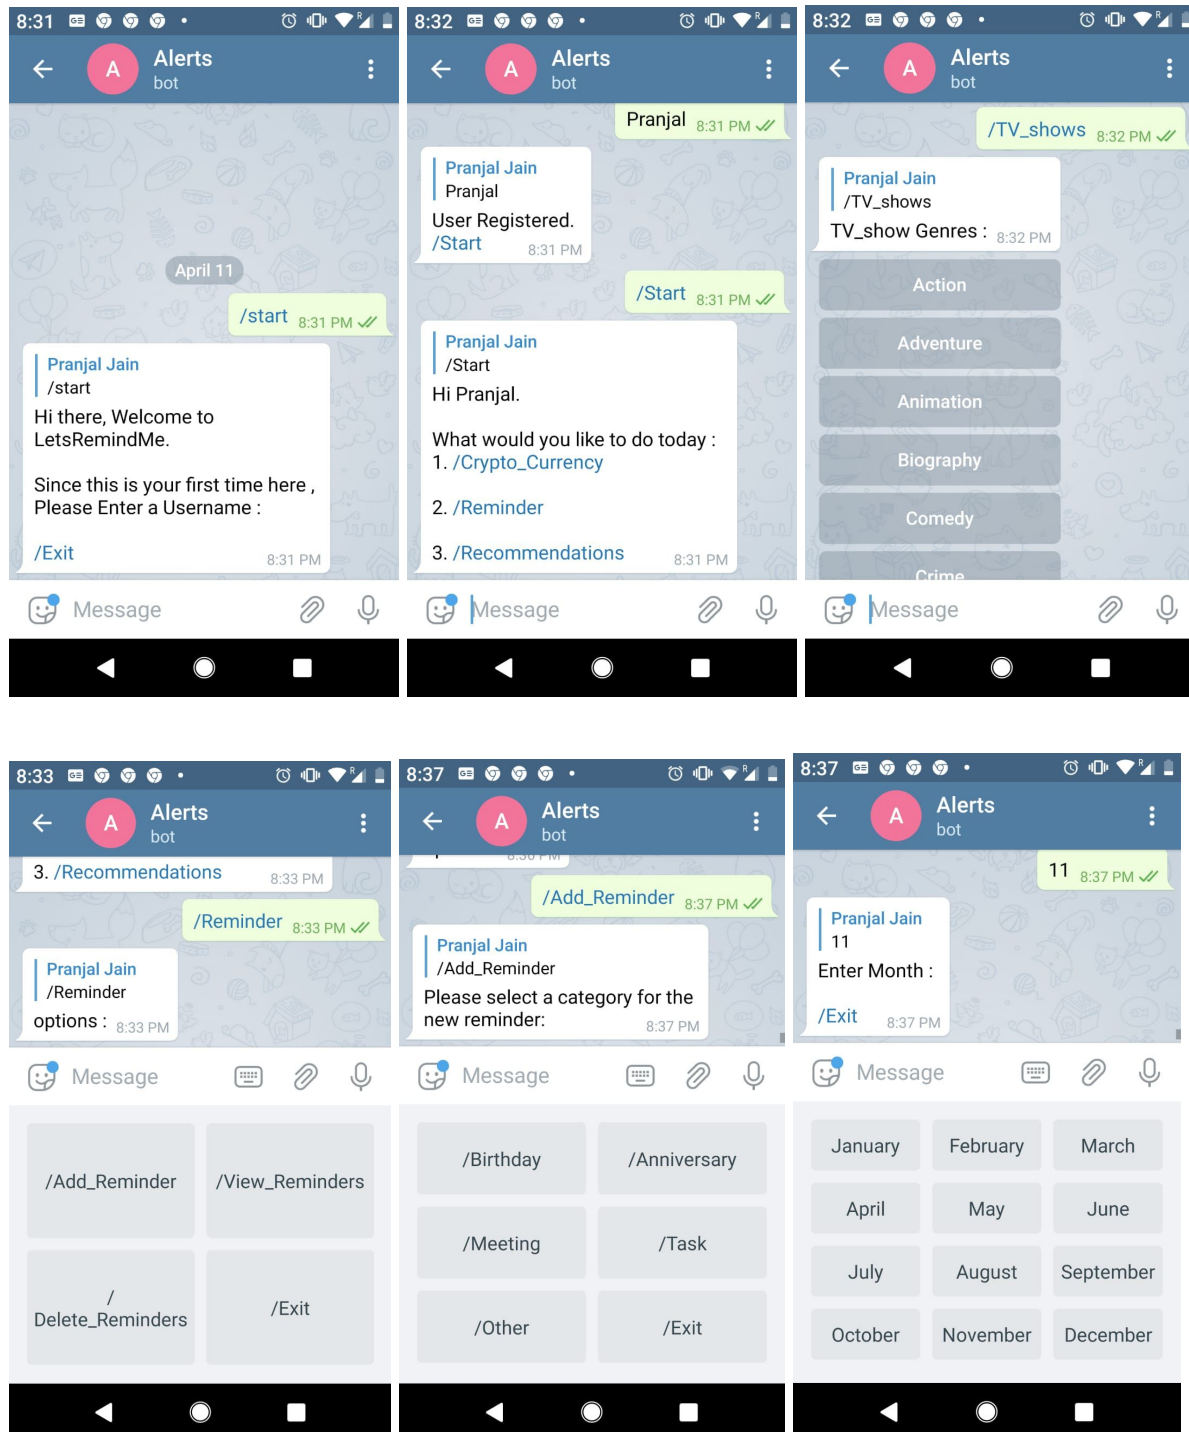 8:31
Alerts
bot
April 11
/start 8:31 PM
Pranjal Jain
/start
Hi there, Welcome to
LetsRemindMe.
Since this is your first time here ,
Please Enter a Username :
/Exit 8:31 PM
Message
8:32
Alerts
bot
Pranjal 8:31 PM
Pranjal Jain
Pranjal
User Registered.
/Start 8:31 PM
/Start 8:31 PM
Pranjal Jain
/Start
Hi Pranjal.
What would you like to do today :
1. /Crypto_Currency
2. /Reminder
3. /Recommendations 8:31 PM
Message
8:32
Alerts
bot
/TV_shows 8:32 PM
Pranjal Jain
/TV_shows
TV_show Genres : 8:32 PM
Action
Adventure
Animation
Biography
Comedy
Crime
Message
8:33
Alerts
bot
3. /Recommendations 8:33 PM
/Reminder 8:33 PM
Pranjal Jain
/Reminder
options : 8:33 PM
Message
/Add_Reminder /View_Reminders
/
Delete_Reminders /Exit
8:37
Alerts
bot
/Add_Reminder 8:37 PM
Pranjal Jain
/Add_Reminder
Please select a category for the
new reminder: 8:37 PM
Message
/Birthday /Anniversary
/Meeting /Task
/Other /Exit
8:37
Alerts
bot
11 8:37 PM
Pranjal Jain
11
Enter Month :
/Exit 8:37 PM
Message
January February March
April May June
July August September
October November December